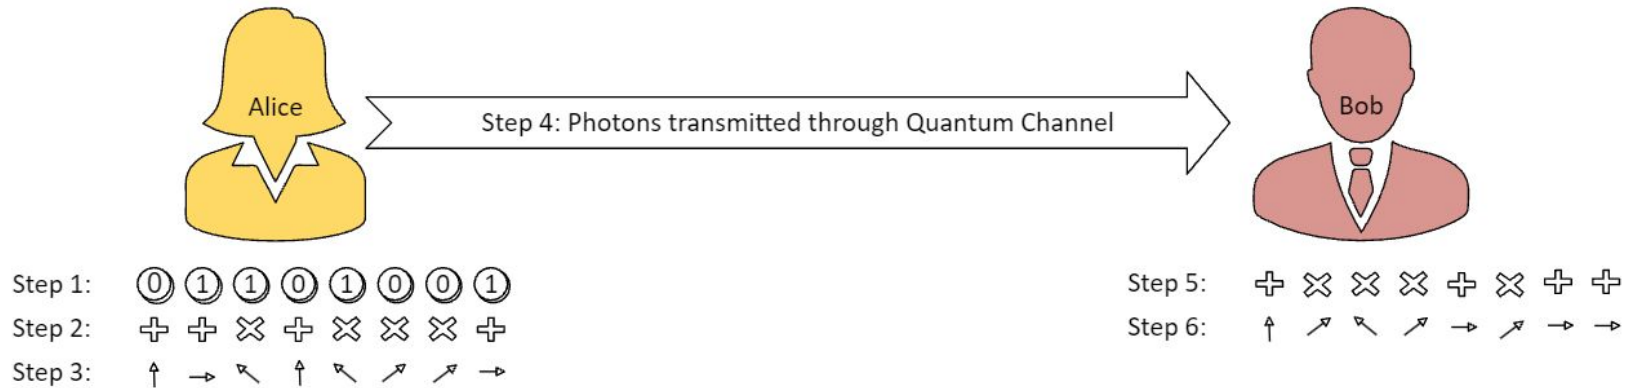 Alice
Step 4: Photons transmitted through Quantum Channel
Bob
Step 1: 0 1 1 0 1 0 0 1
Step 2:
Step 3:
Step 5:
Step 6: